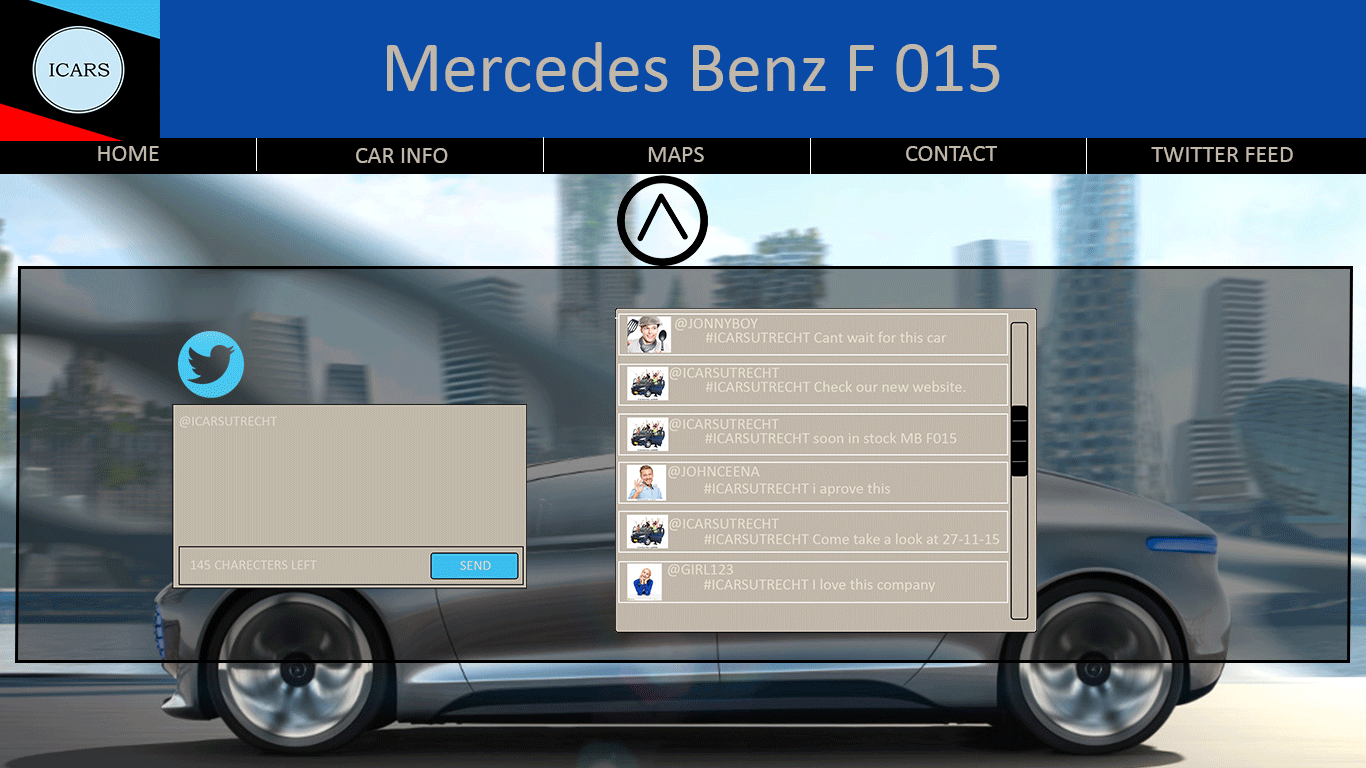 ICARS
Mercedes Benz F 015
HOME
CAR INFO
MAPS
CONTACT
TWITTER FEED
@ICARSUTRECHT
145 CHARECTERS LEFT
SEND
@JONNYBOY
#ICARSUTRECHT Cant wait for this car
@ICARSUTRECHT
#ICARSUTRECHT Check our new website.
@ICARSUTRECHT
#ICARSUTRECHT soon in stock MB F015
@JOHNCEENA
#ICARSUTRECHT i aprove this
@ICARSUTRECHT
#ICARSUTRECHT Come take a look at 27-11-15
@GIRL123
#ICARSUTRECHT I love this company